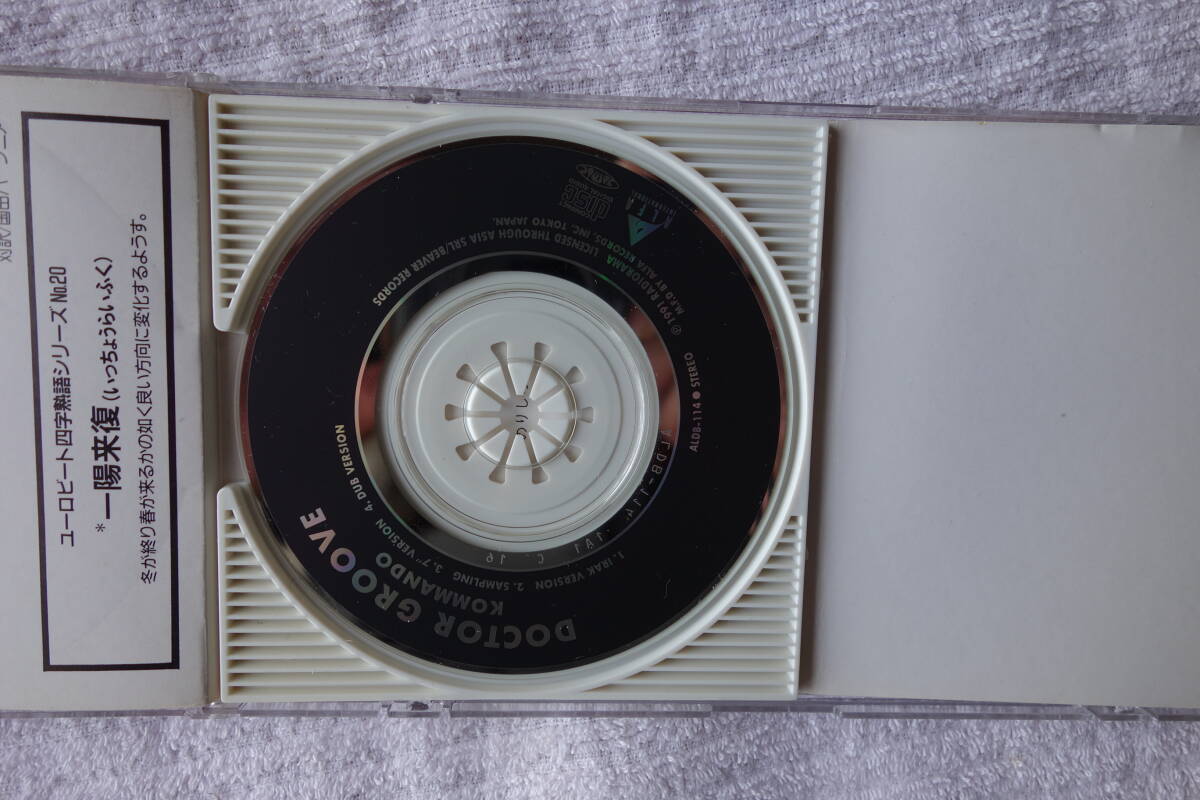 ユーロビート四字熟語シリーズ No.20
*一陽来復(いっちょうらいふく)
冬が終り春が来るかの如く良い方向に変化するようす。
DOCTOR GROOVE
KOMMANDO
1. IRAK VERSION 2. SAMPLING 3. 7" VERSION 4. DUB VERSION
ALDB-114 ● STEREO
ALFA
INTERNATIONAL
COMPACT
disc
DIGITAL AUDIO
℗ 1991 RADIORAMA LICENSED THROUGH ASIA SRL/BEAVER RECORDS
M.F.D BY ALFA RECORDS, INC. TOKYO JAPAN.